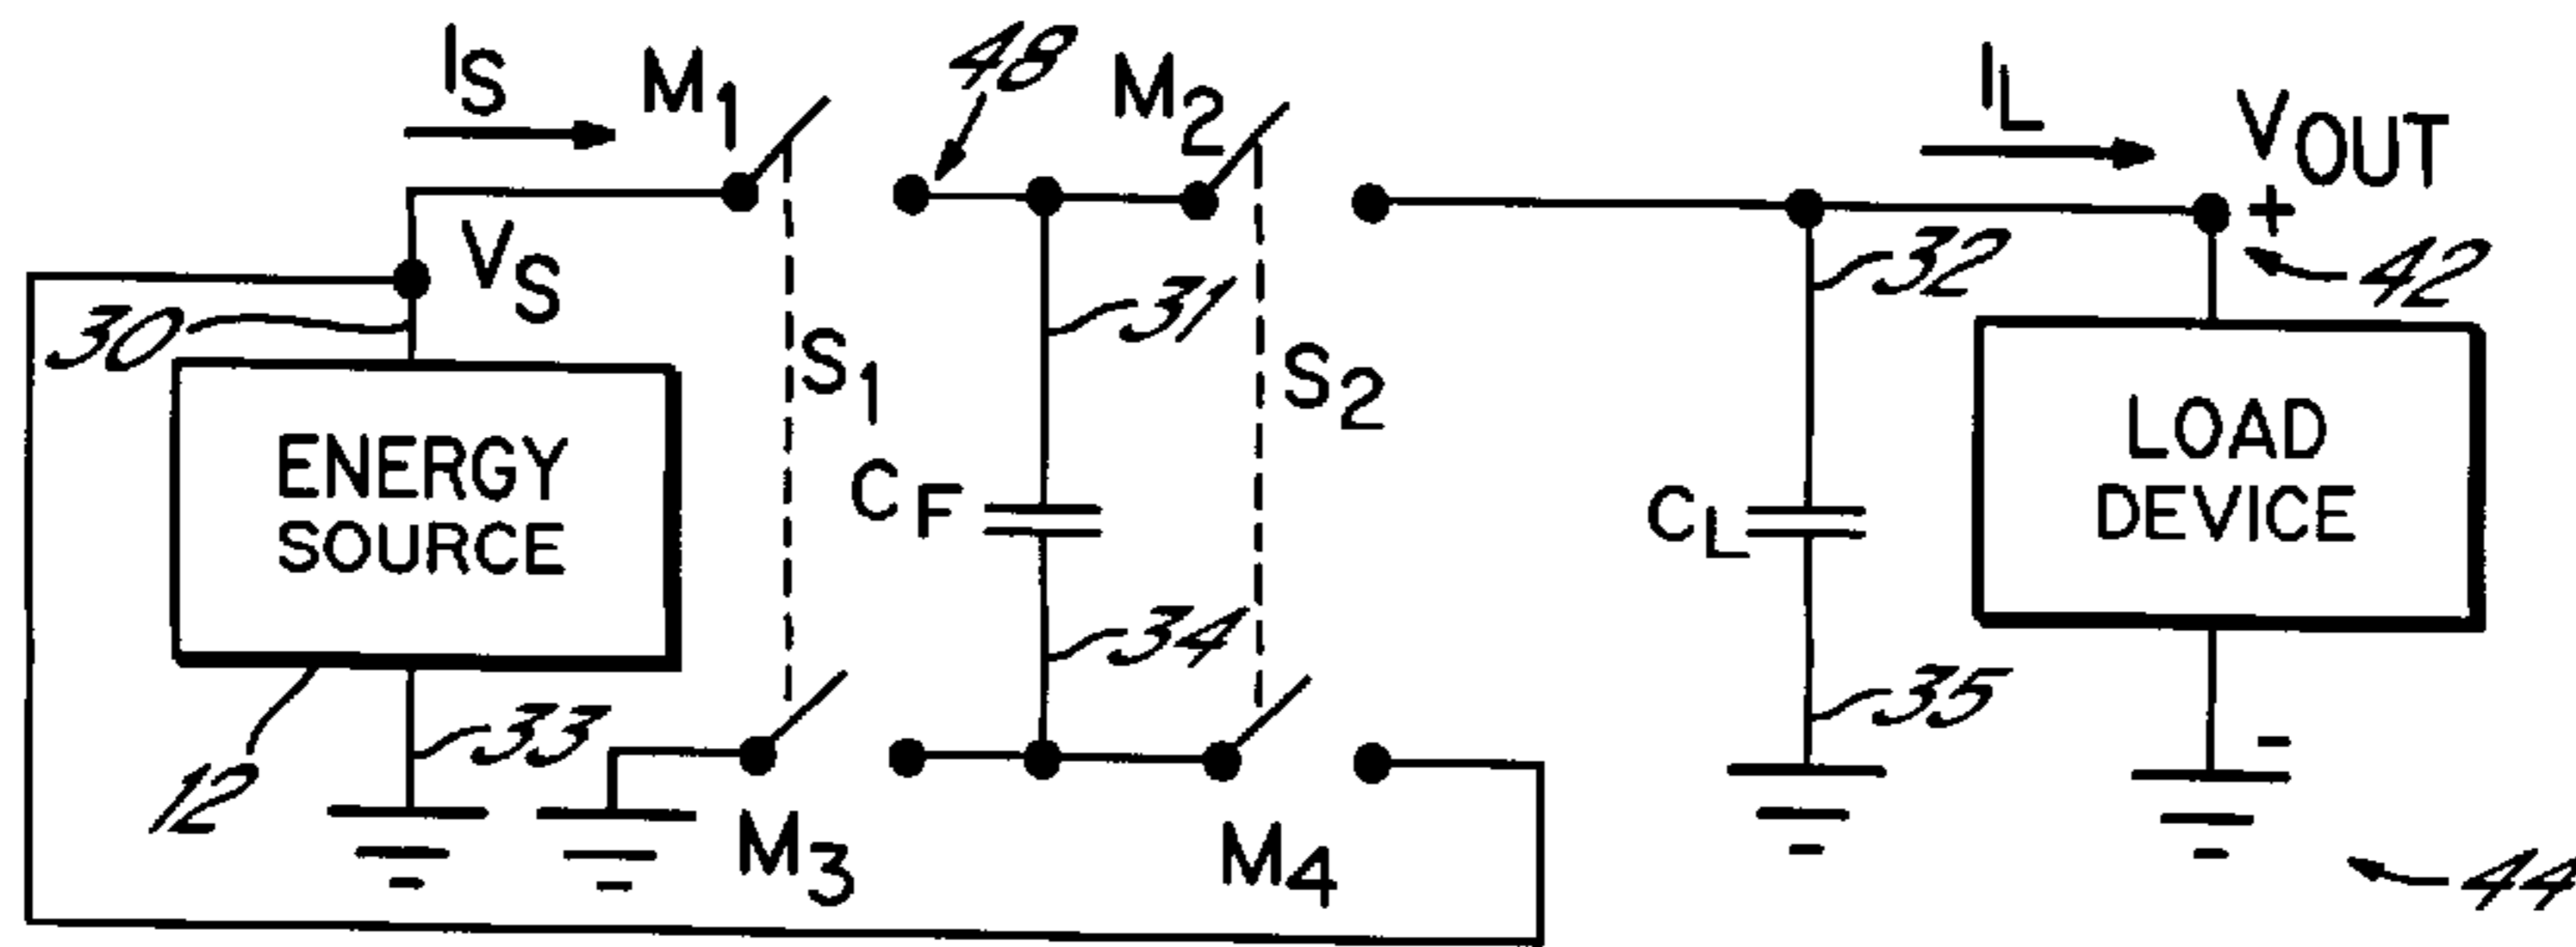 I_S
M_1
48
M_2
I_L
V_OUT
+
V_S
42
30
31
32
S_1
S_2
ENERGY
SOURCE
C_F
C_L
LOAD
DEVICE
34
33
35
12
-
M_3
M_4
44